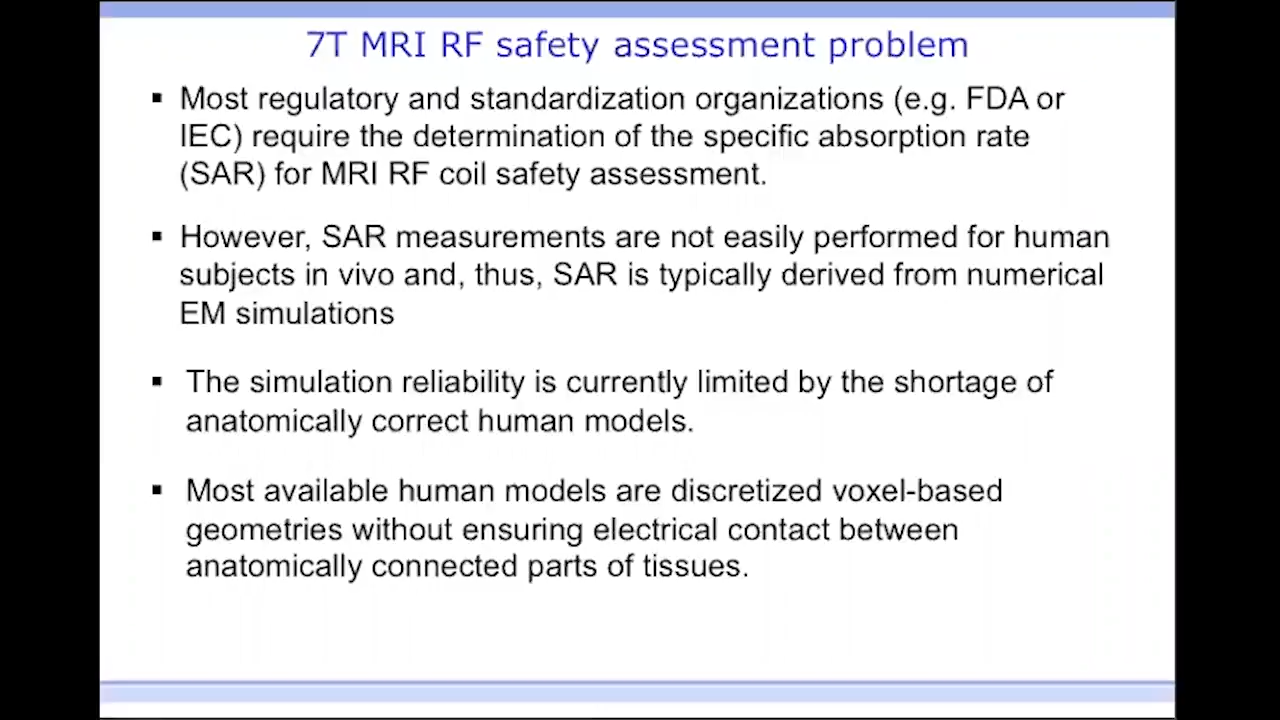 7T MRI RF safety assessment problem
▪ Most regulatory and standardization organizations (e.g. FDA or
IEC) require the determination of the specific absorption rate
(SAR) for MRI RF coil safety assessment.
▪ However, SAR measurements are not easily performed for human
subjects in vivo and, thus, SAR is typically derived from numerical
EM simulations
▪ The simulation reliability is currently limited by the shortage of
anatomically correct human models.
▪ Most available human models are discretized voxel-based
geometries without ensuring electrical contact between
anatomically connected parts of tissues.